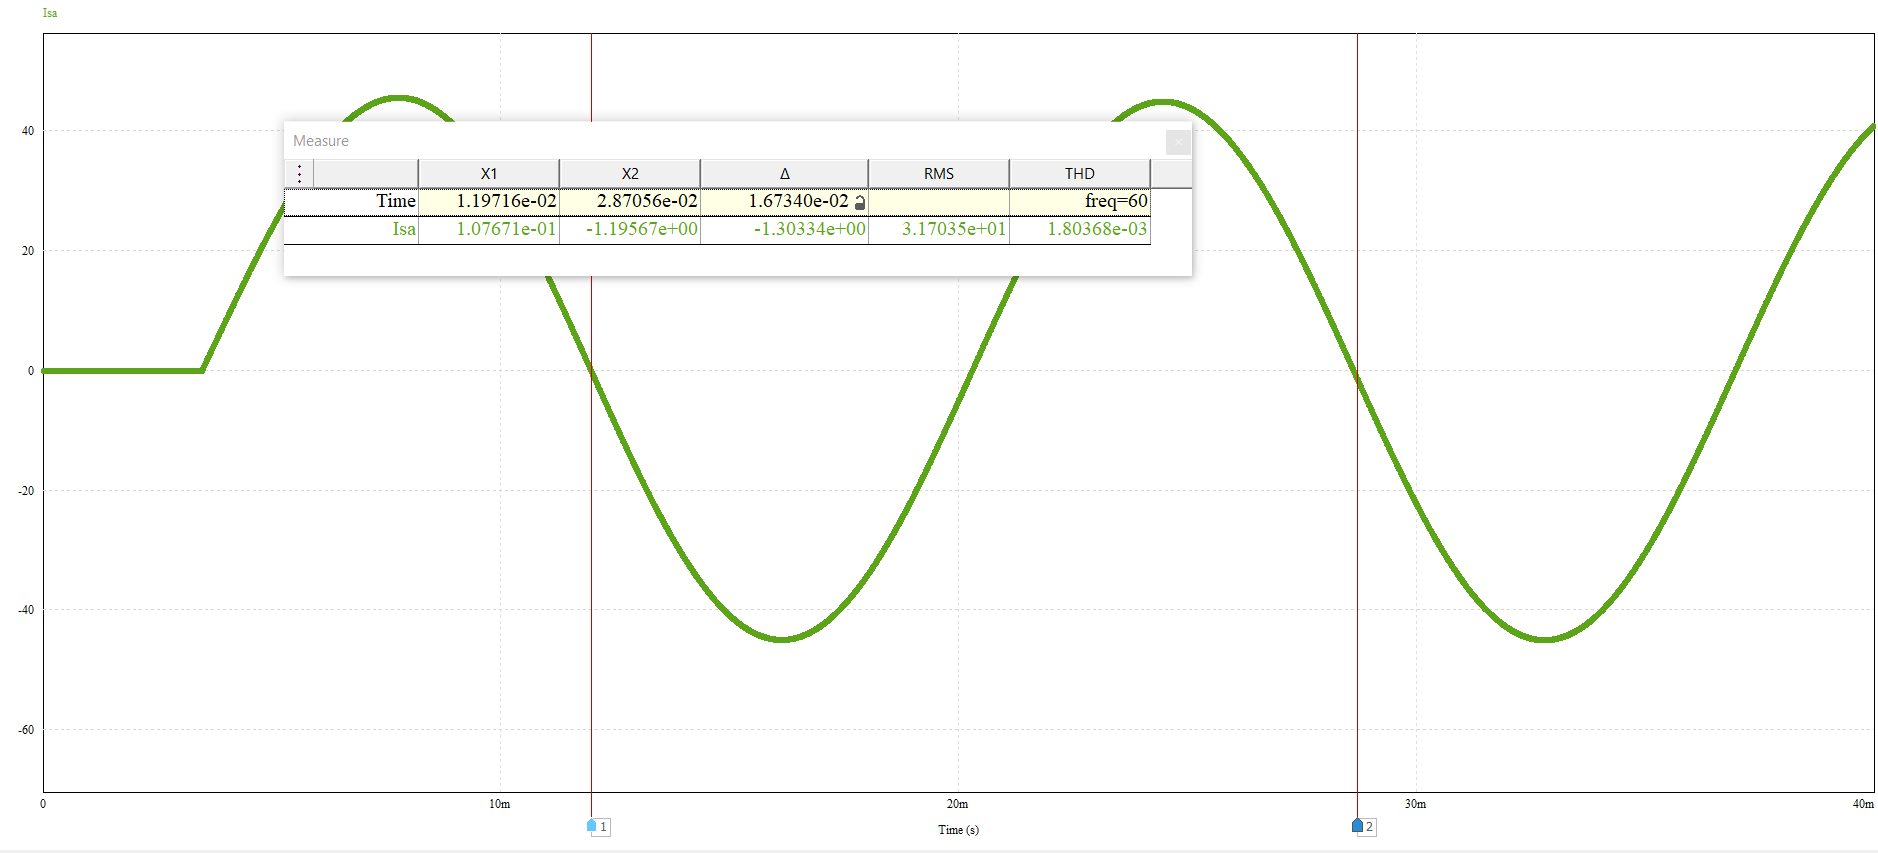 Isa
40
20
0
-20
-40
-60
Measure
x
X1 X2 Δ RMS THD
Time 1.19716e-02 2.87056e-02 1.67340e-02 freq=60
Isa 1.07671e-01 -1.19567e+00 -1.30334e+00 3.17035e+01 1.80368e-03
0 10m 20m 30m 40m
1 2
Time (s)